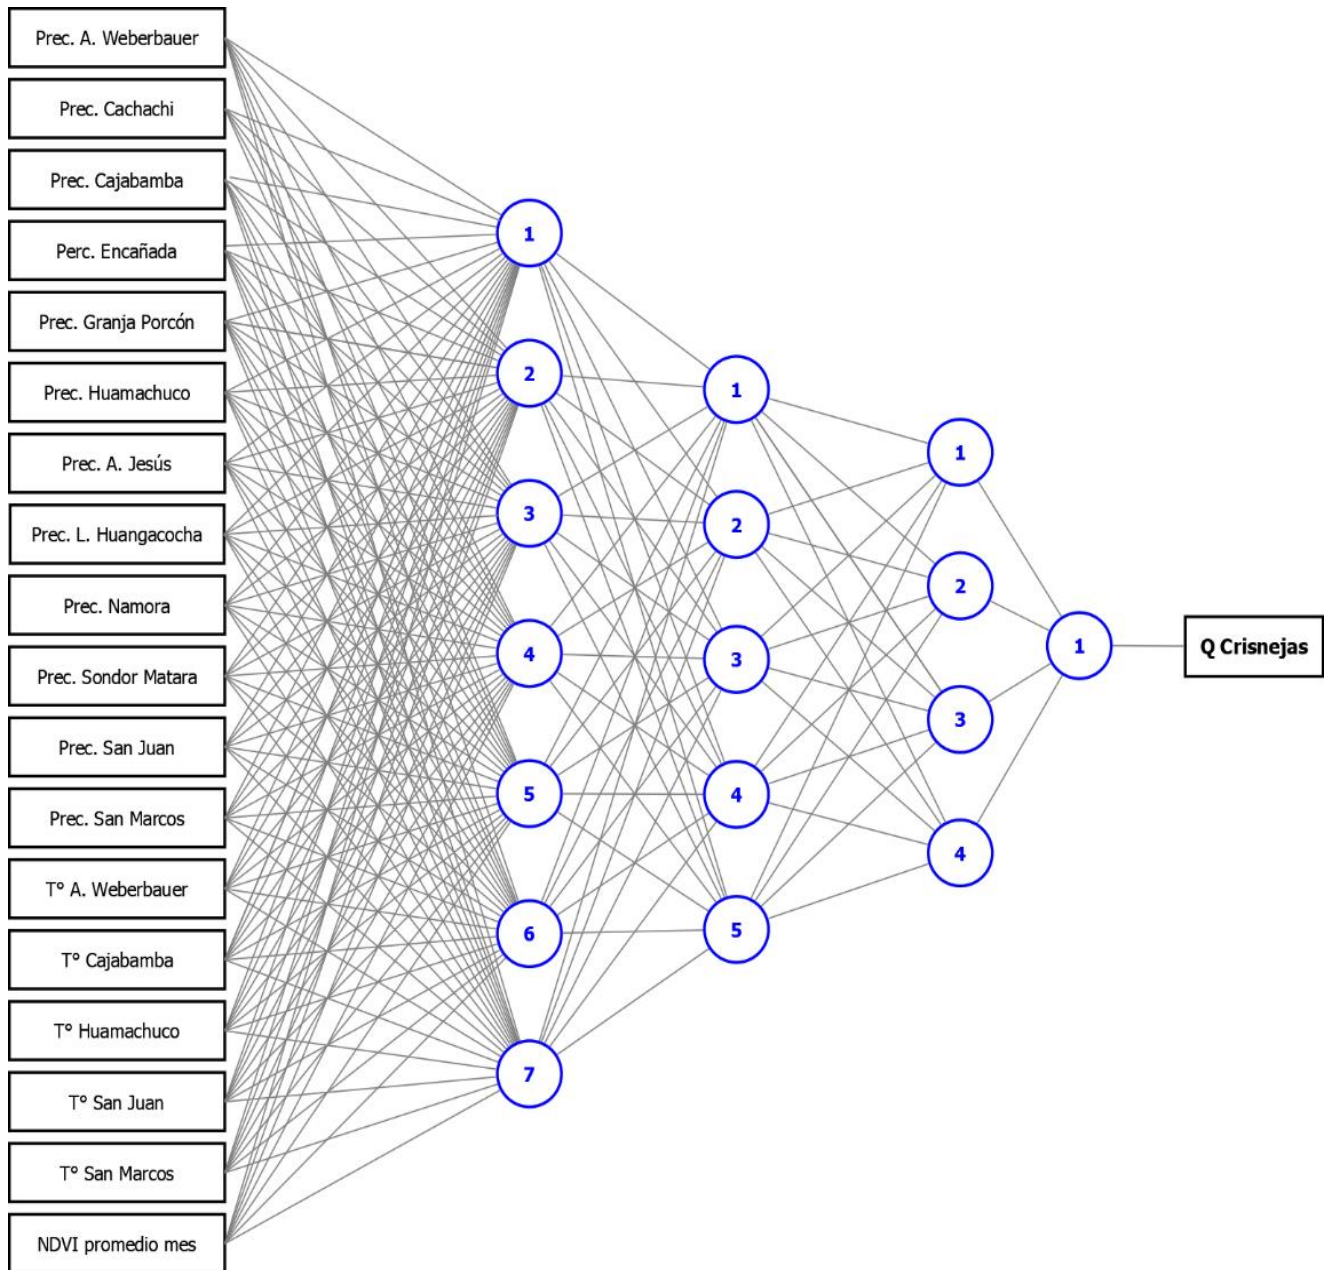 Prec. A. Weberbauer
Prec. Cachachi
Prec. Cajabamba
Perc. Encañada
Prec. Granja Porcón
Prec. Huamachuco
Prec. A. Jesús
Prec. L. Huangacocha
Prec. Namora
Prec. Sondor Matara
Prec. San Juan
Prec. San Marcos
T° A. Weberbauer
T° Cajabamba
T° Huamachuco
T° San Juan
T° San Marcos
NDVI promedio mes
1
2
3
4
5
6
7
1
2
3
4
5
1
2
3
4
1
Q Crisnejas